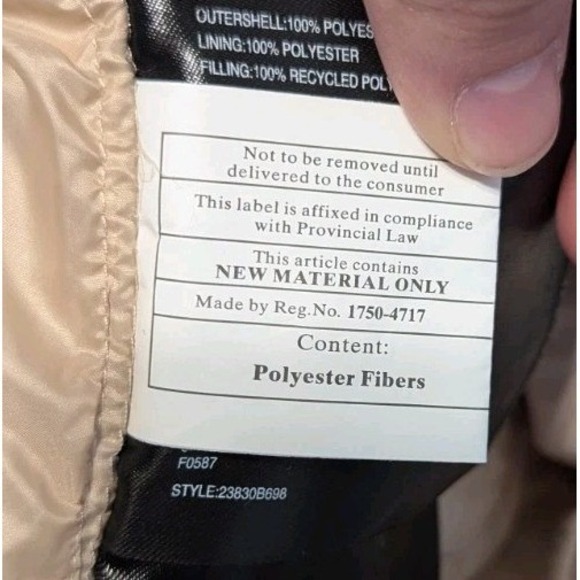 OUTERSHELL:100% POLYES
LINING:100% POLYESTER
FILLING:100% RECYCLED POLY
Not to be removed until
delivered to the consumer
This label is affixed in compliance
with Provincial Law
This article contains
NEW MATERIAL ONLY
Made by Reg.No. 1750-4717
Content:
Polyester Fibers
F0587
STYLE:23830B698